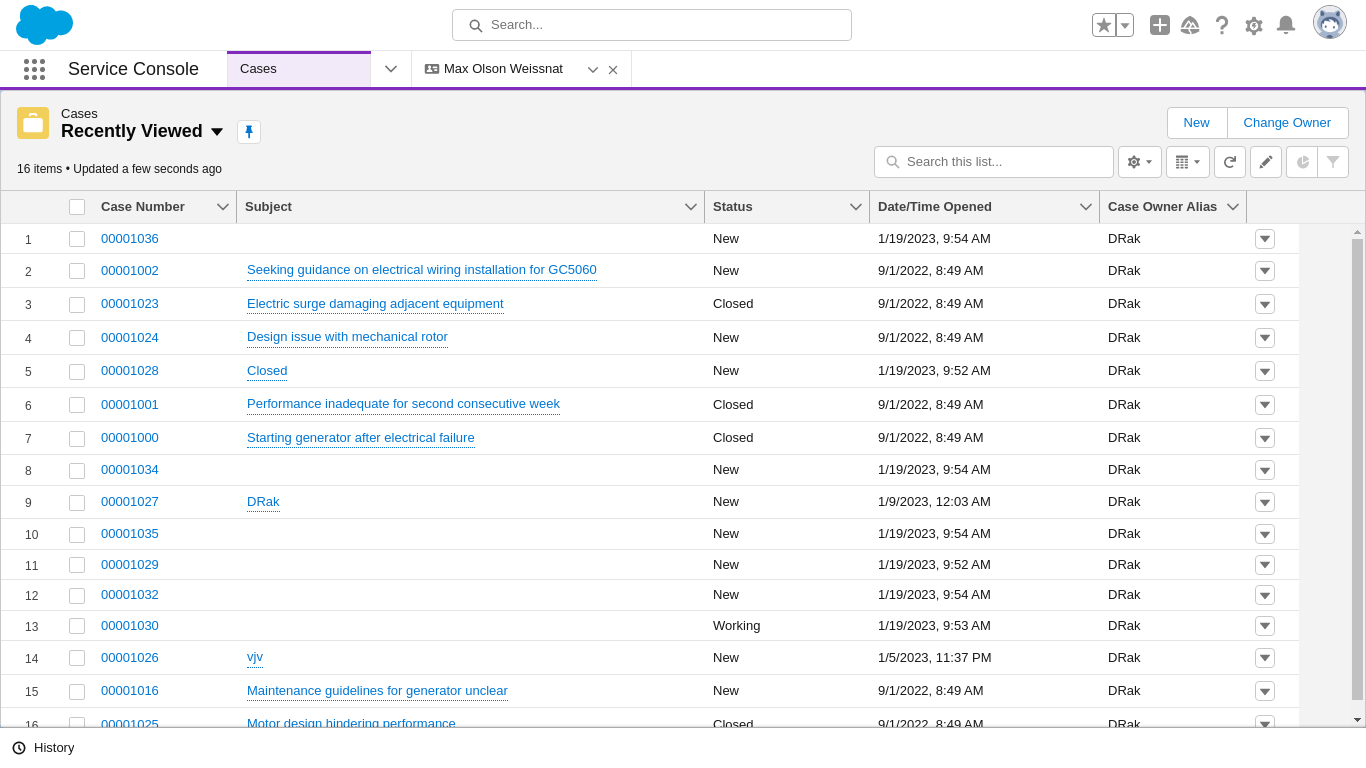 Search...
Service Console
Cases
Max Olson Weissnat
Cases
Recently Viewed
New
Change Owner
16 items • Updated a few seconds ago
Search this list...
Case Number Subject Status Date/Time Opened Case Owner Alias
1 00001036 New 1/19/2023, 9:54 AM DRak
2 00001002 Seeking guidance on electrical wiring installation for GC5060 New 9/1/2022, 8:49 AM DRak
3 00001023 Electric surge damaging adjacent equipment Closed 9/1/2022, 8:49 AM DRak
4 00001024 Design issue with mechanical rotor New 9/1/2022, 8:49 AM DRak
5 00001028 Closed New 1/19/2023, 9:52 AM DRak
6 00001001 Performance inadequate for second consecutive week Closed 9/1/2022, 8:49 AM DRak
7 00001000 Starting generator after electrical failure Closed 9/1/2022, 8:49 AM DRak
8 00001034 New 1/19/2023, 9:54 AM DRak
9 00001027 DRak New 1/9/2023, 12:03 AM DRak
10 00001035 New 1/19/2023, 9:54 AM DRak
11 00001029 New 1/19/2023, 9:52 AM DRak
12 00001032 New 1/19/2023, 9:54 AM DRak
13 00001030 Working 1/19/2023, 9:53 AM DRak
14 00001026 vjv New 1/5/2023, 11:37 PM DRak
15 00001016 Maintenance guidelines for generator unclear New 9/1/2022, 8:49 AM DRak
16 00001025 Motor design hindering performance Closed 9/1/2022, 8:49 AM DRak
History